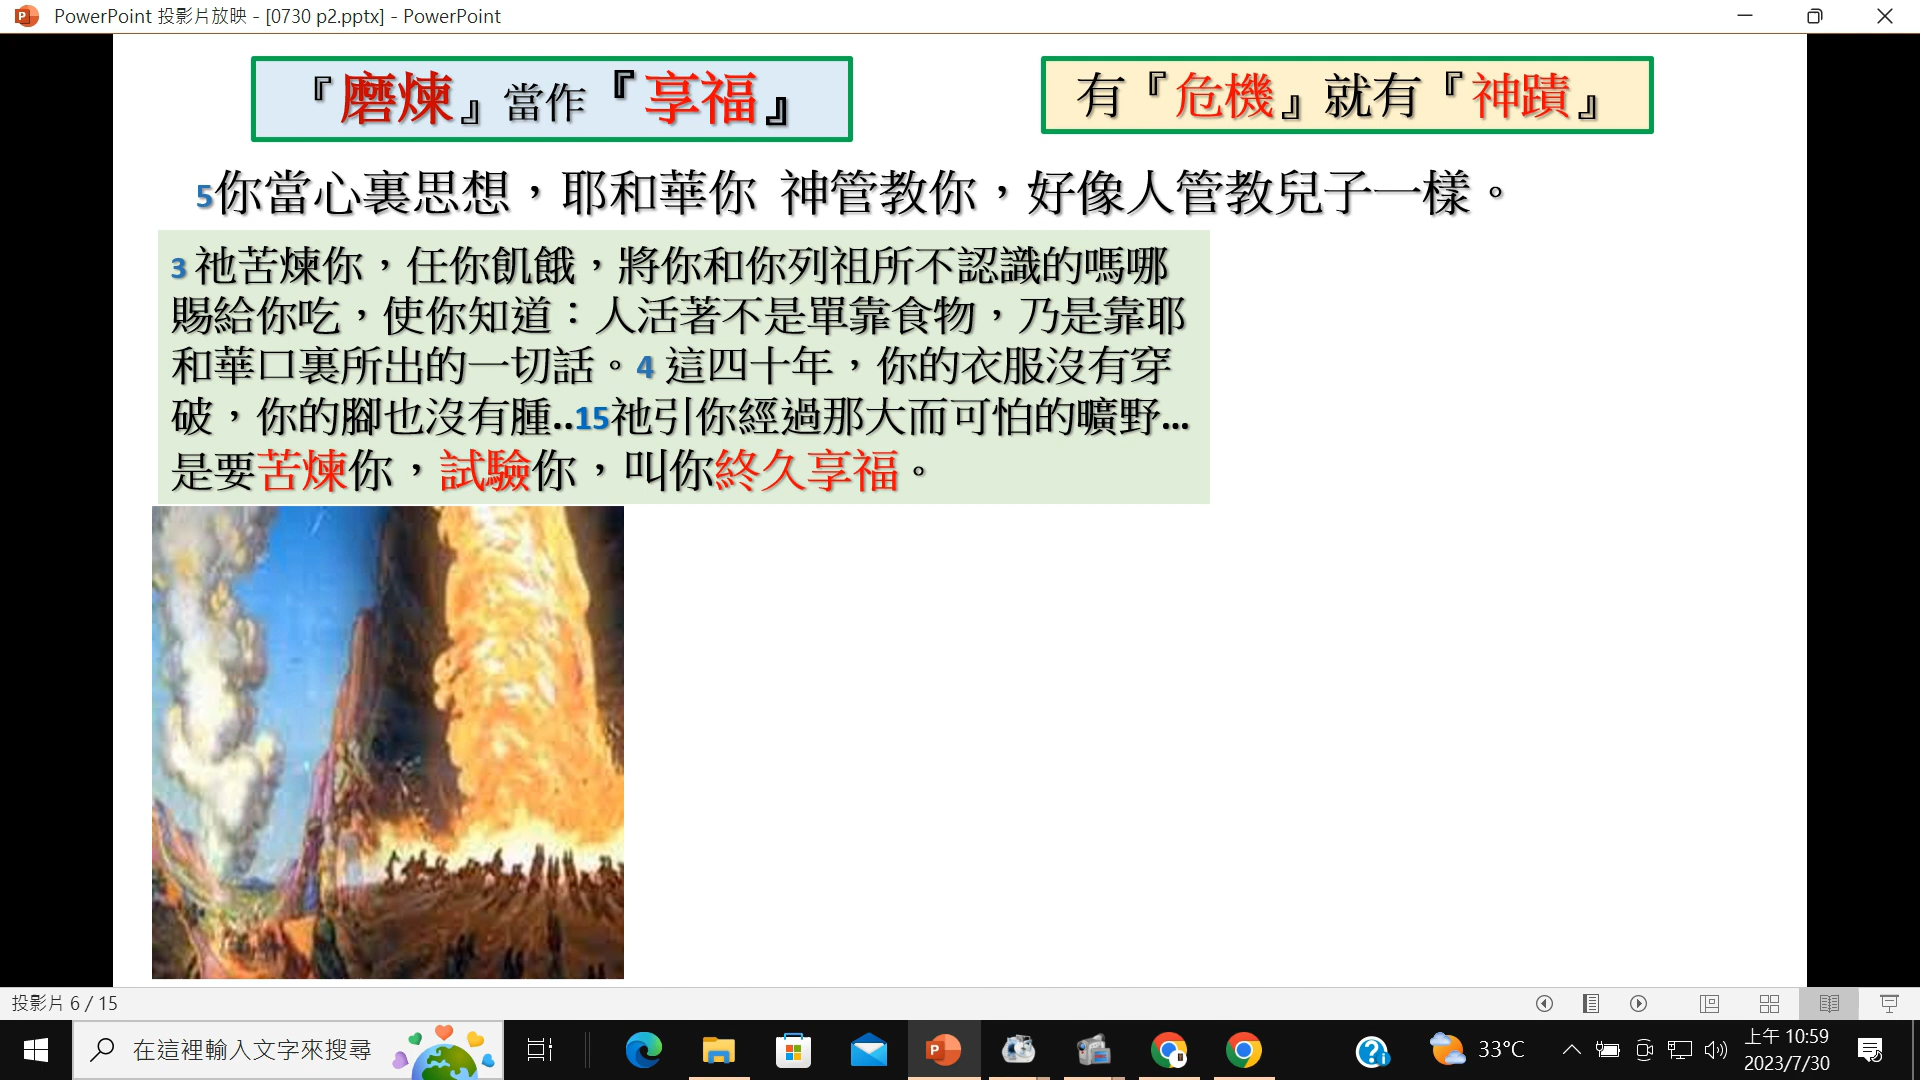 PowerPoint 投影片放映 - [0730 p2.pptx] - PowerPoint
『磨煉』當作『享福』
有『危機』就有『神蹟』
5你當心裏思想，耶和華你 神管教你，好像人管教兒子一樣。
3 祂苦煉你，任你飢餓，將你和你列祖所不認識的嗎哪
賜給你吃，使你知道：人活著不是單靠食物，乃是靠耶
和華口裏所出的一切話。4 這四十年，你的衣服沒有穿
破，你的腳也沒有腫..15祂引你經過那大而可怕的曠野...
是要苦煉你，試驗你，叫你終久享福。
投影片 6 / 15
在這裡輸入文字來搜尋
33°C
上午 10:59
2023/7/30